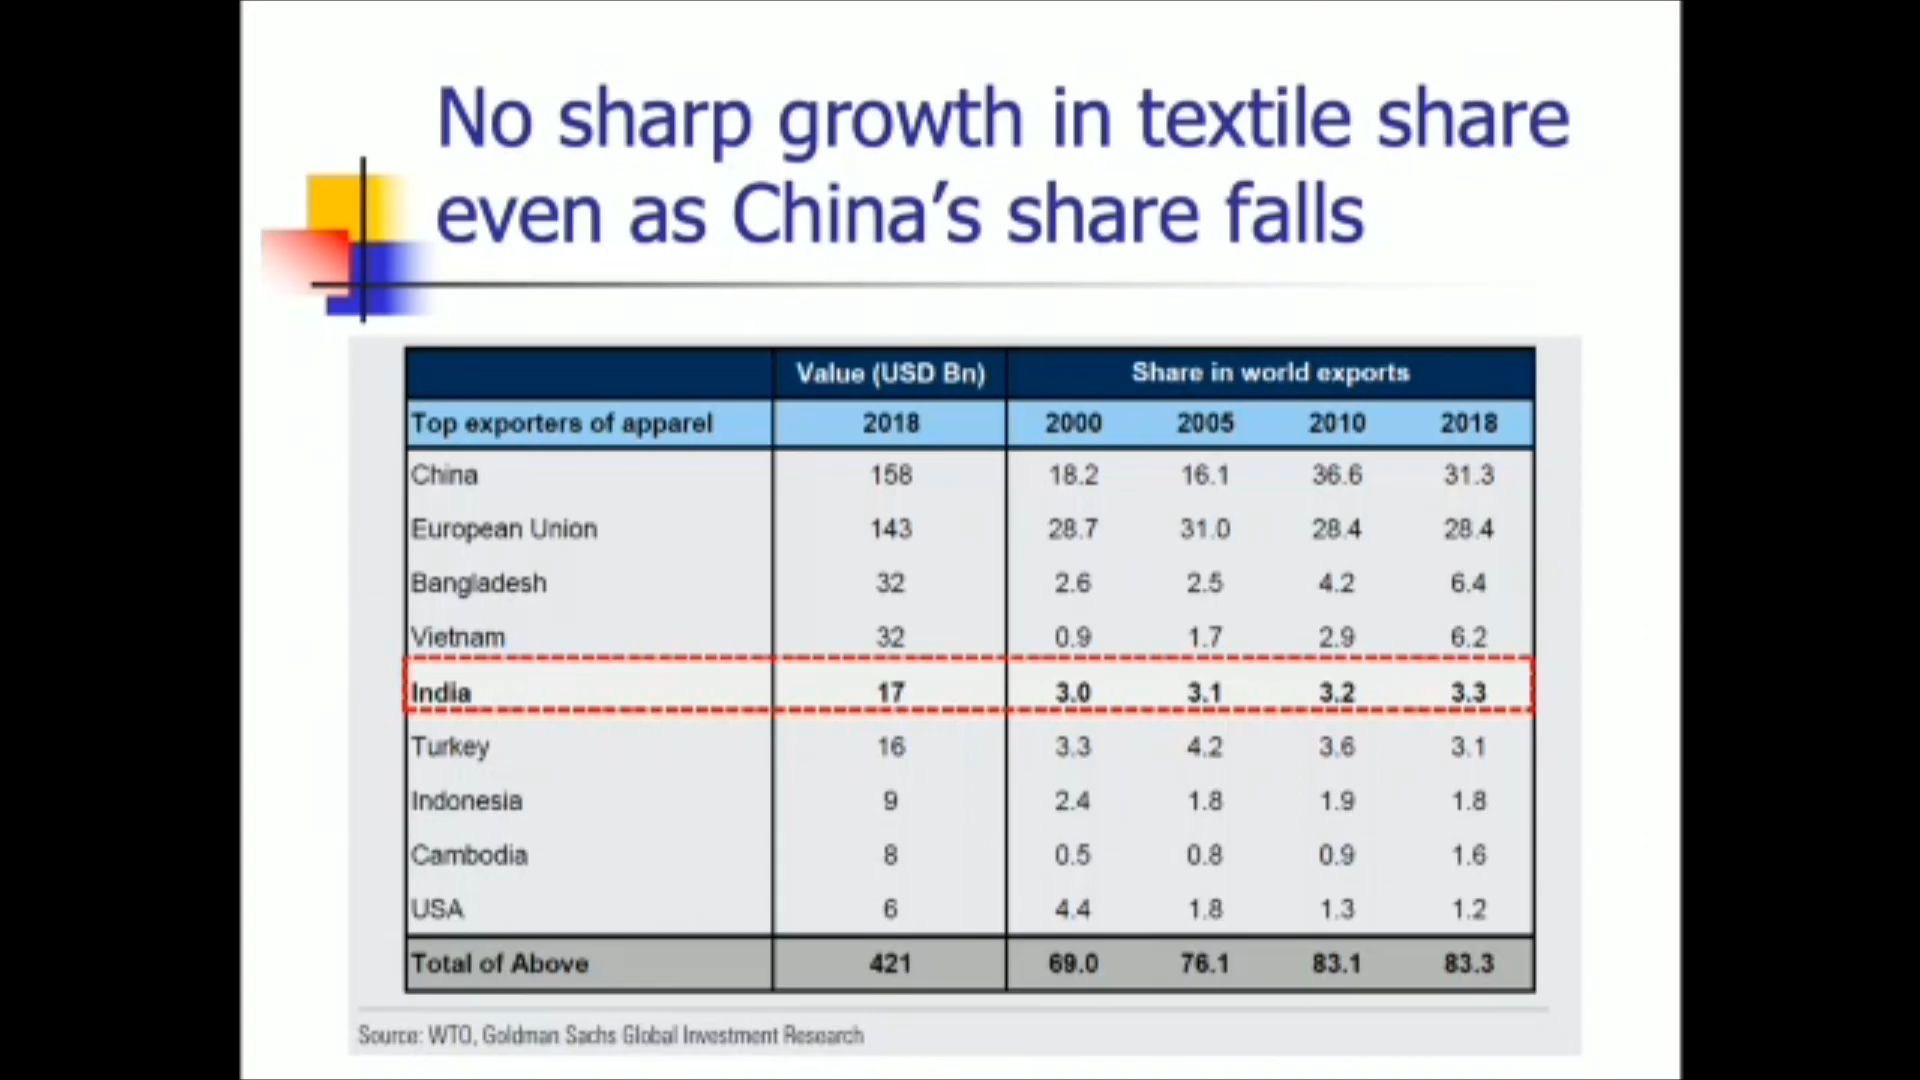 No sharp growth in textile share
even as China's share falls
Value (USD Bn) Share in world exports
Top exporters of apparel 2018 2000 2005 2010 2018
China 158 18.2 16.1 36.6 31.3
European Union 143 28.7 31.0 28.4 28.4
Bangladesh 32 2.6 2.5 4.2 6.4
Vietnam 32 0.9 1.7 2.9 6.2
India 17 3.0 3.1 3.2 3.3
Turkey 16 3.3 4.2 3.6 3.1
Indonesia 9 2.4 1.8 1.9 1.8
Cambodia 8 0.5 0.8 0.9 1.6
USA 6 4.4 1.8 1.3 1.2
Total of Above 421 69.0 76.1 83.1 83.3
Source: WTO, Goldman Sachs Global Investment Research